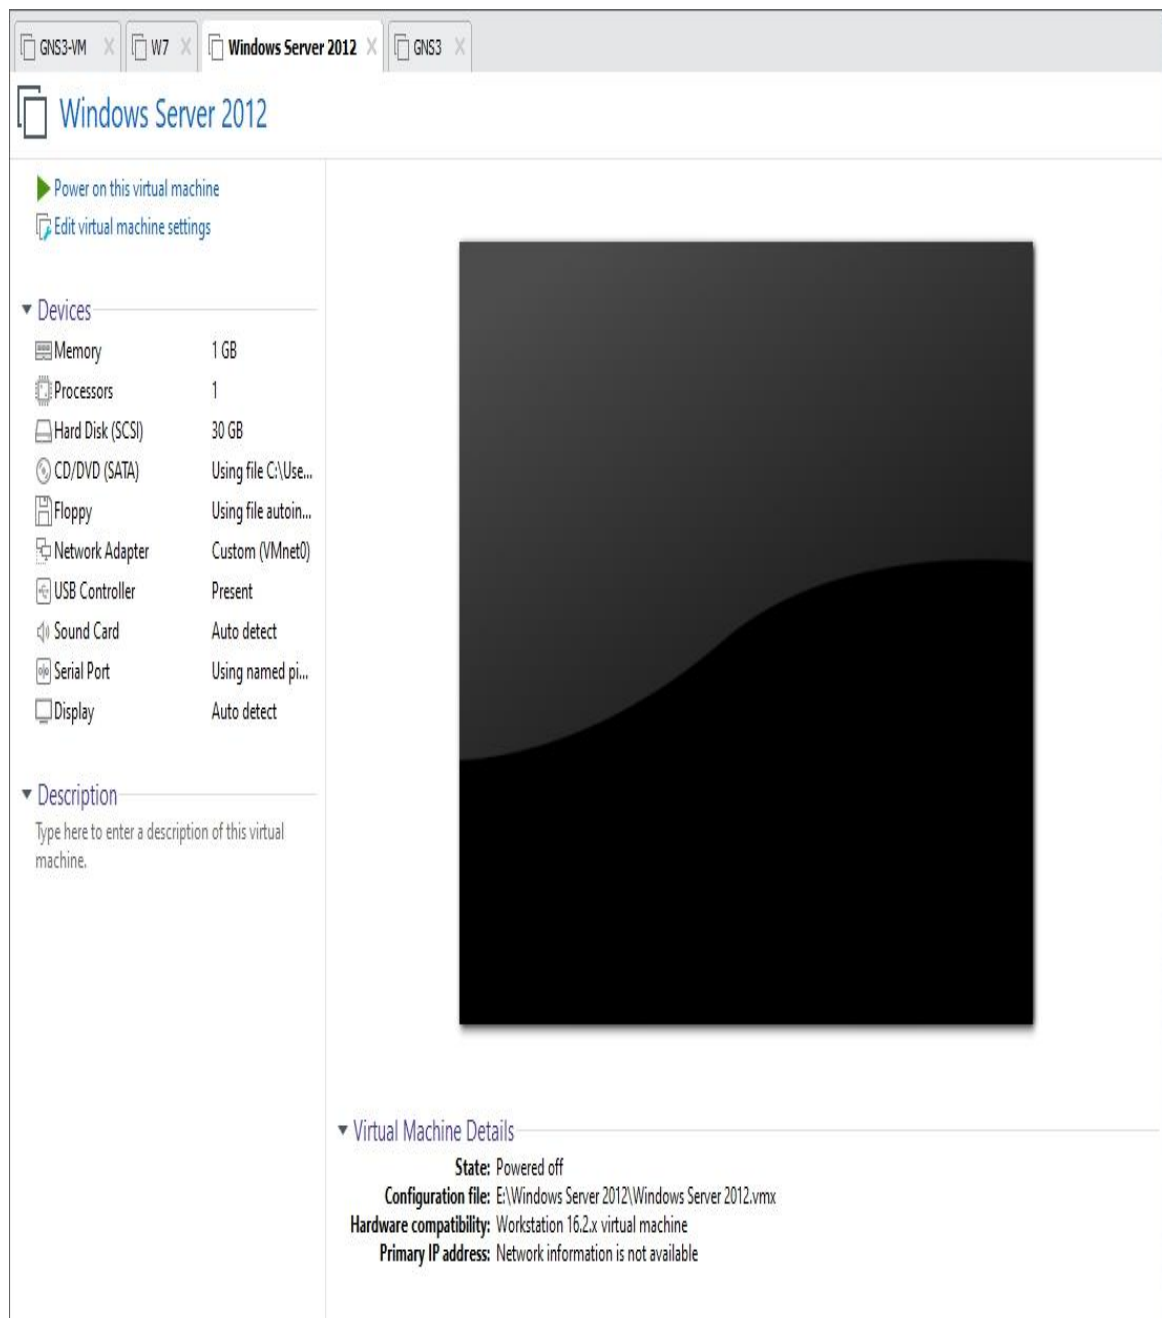 GNS3-VM W7 Windows Server 2012 GNS3
Windows Server 2012
Power on this virtual machine
Edit virtual machine settings
Devices
Memory 1 GB
Processors 1
Hard Disk (SCSI) 30 GB
CD/DVD (SATA) Using file C:\Use...
Floppy Using file autoin...
Network Adapter Custom (VMnet0)
USB Controller Present
Sound Card Auto detect
Serial Port Using named pi...
Display Auto detect
Description
Type here to enter a description of this virtual
machine.
Virtual Machine Details
State: Powered off
Configuration file: E:\Windows Server 2012\Windows Server 2012.vmx
Hardware compatibility: Workstation 16.2.x virtual machine
Primary IP address: Network information is not available